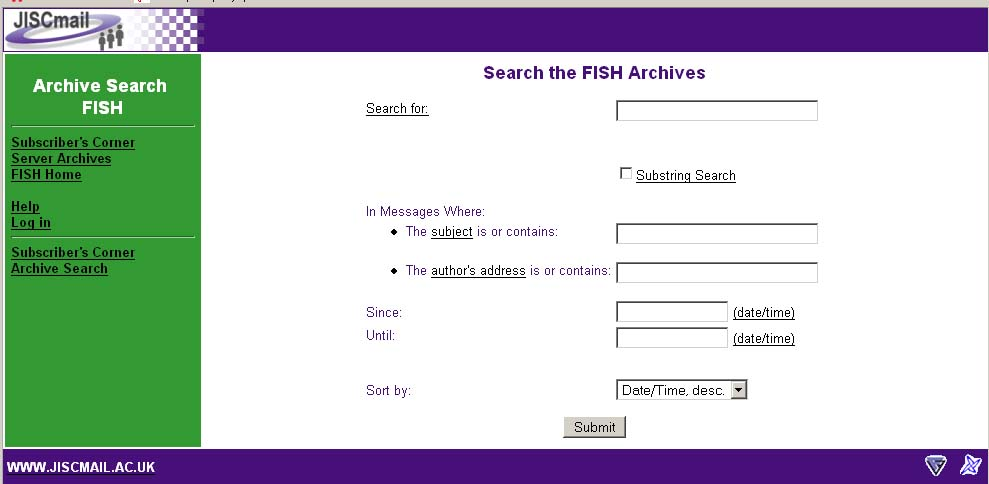 JISCmail
Archive Search
FISH
Subscriber's Corner
Server Archives
FISH Home
Help
Log in
Subscriber's Corner
Archive Search
Search the FISH Archives
Search for:
Substring Search
In Messages Where:
The subject is or contains:
The author's address is or contains:
Since: (date/time)
Until: (date/time)
Sort by: Date/Time, desc.
Submit
WWW.JISCMAIL.AC.UK